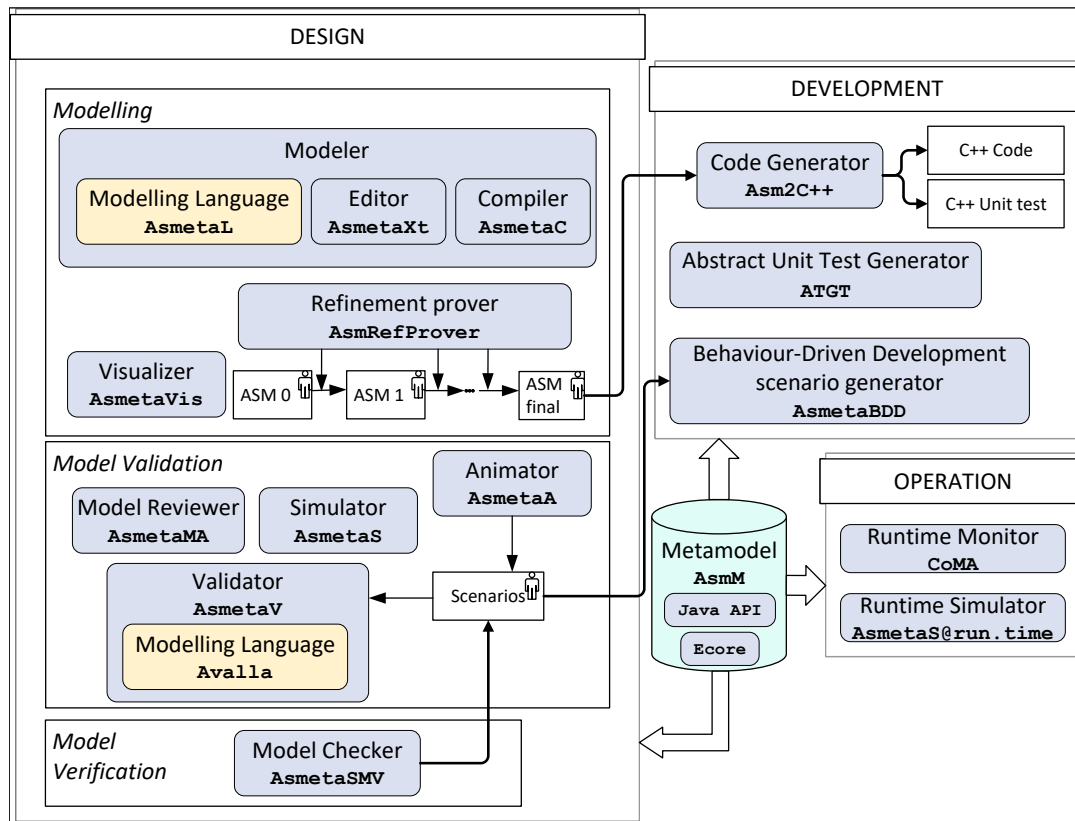 DESIGN
Modelling
Modeler
Modelling Language
AsmetaL
Editor
AsmetaXt
Compiler
AsmetaC
Refinement prover
AsmRefProver
Visualizer
AsmetaVis
ASM 0
ASM 1
...
ASM
final
Model Validation
Model Reviewer
AsmetaMA
Simulator
AsmetaS
Animator
AsmetaA
Validator
AsmetaV
Modelling Language
Avalla
Scenarios
Model
Verification
Model Checker
AsmetaSMV
DEVELOPMENT
Code Generator
Asm2C++
C++ Code
C++ Unit test
Abstract Unit Test Generator
ATGT
Behaviour-Driven Development
scenario generator
AsmetaBDD
Metamodel
AsmM
Java API
Ecore
OPERATION
Runtime Monitor
CoMA
Runtime Simulator
AsmetaS@run.time